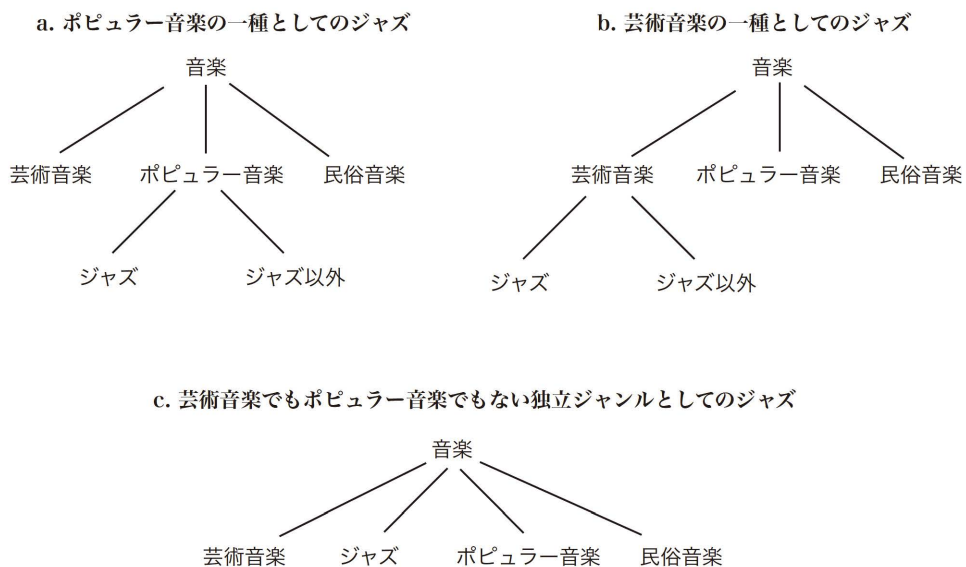 a. ポピュラー音楽の一種としてのジャズ
音楽
芸術音楽 ポピュラー音楽 民俗音楽
ジャズ ジャズ以外
b. 芸術音楽の一種としてのジャズ
音楽
芸術音楽 ポピュラー音楽 民俗音楽
ジャズ ジャズ以外
c. 芸術音楽でもポピュラー音楽でもない独立ジャンルとしてのジャズ
音楽
芸術音楽 ジャズ ポピュラー音楽 民俗音楽